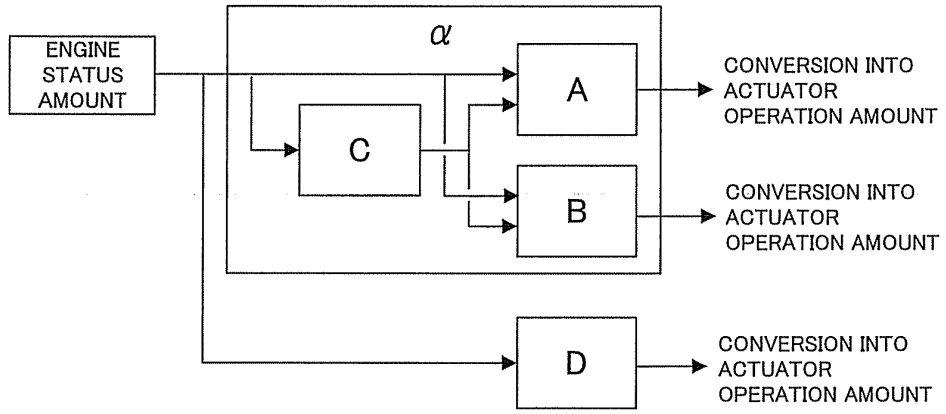 ENGINE
STATUS
AMOUNT
α
A
CONVERSION INTO
ACTUATOR
OPERATION AMOUNT
C
B
CONVERSION INTO
ACTUATOR
OPERATION AMOUNT
D
CONVERSION INTO
ACTUATOR
OPERATION AMOUNT